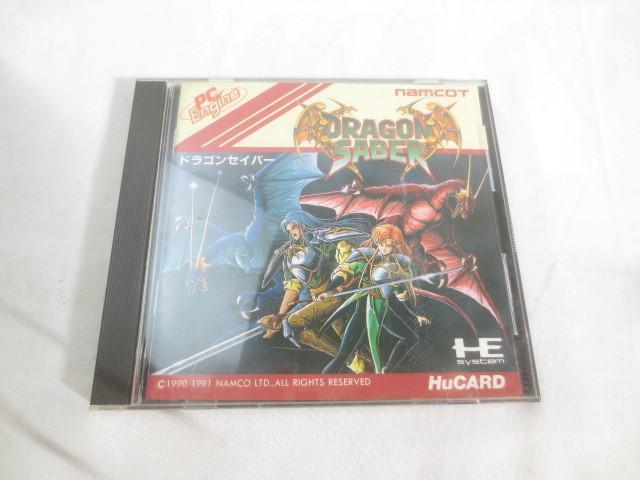 PC
Engine
namcoT
DRAGON
SABER
ドラゴンセイバー
HE
system
©1990 1991 NAMCO LTD.,ALL RIGHTS RESERVED
HuCARD